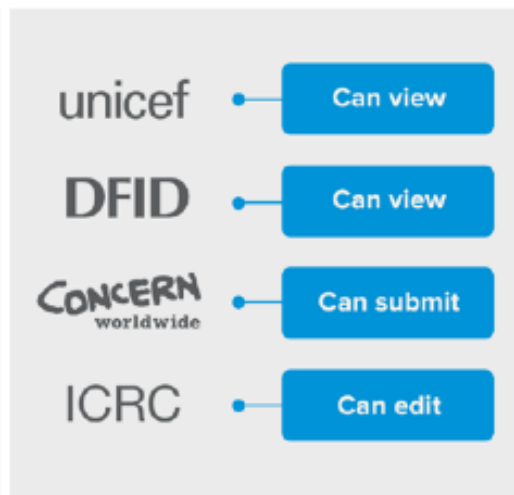 unicef
Can view
DFID
Can view
CONCERN
worldwide
Can submit
ICRC
Can edit